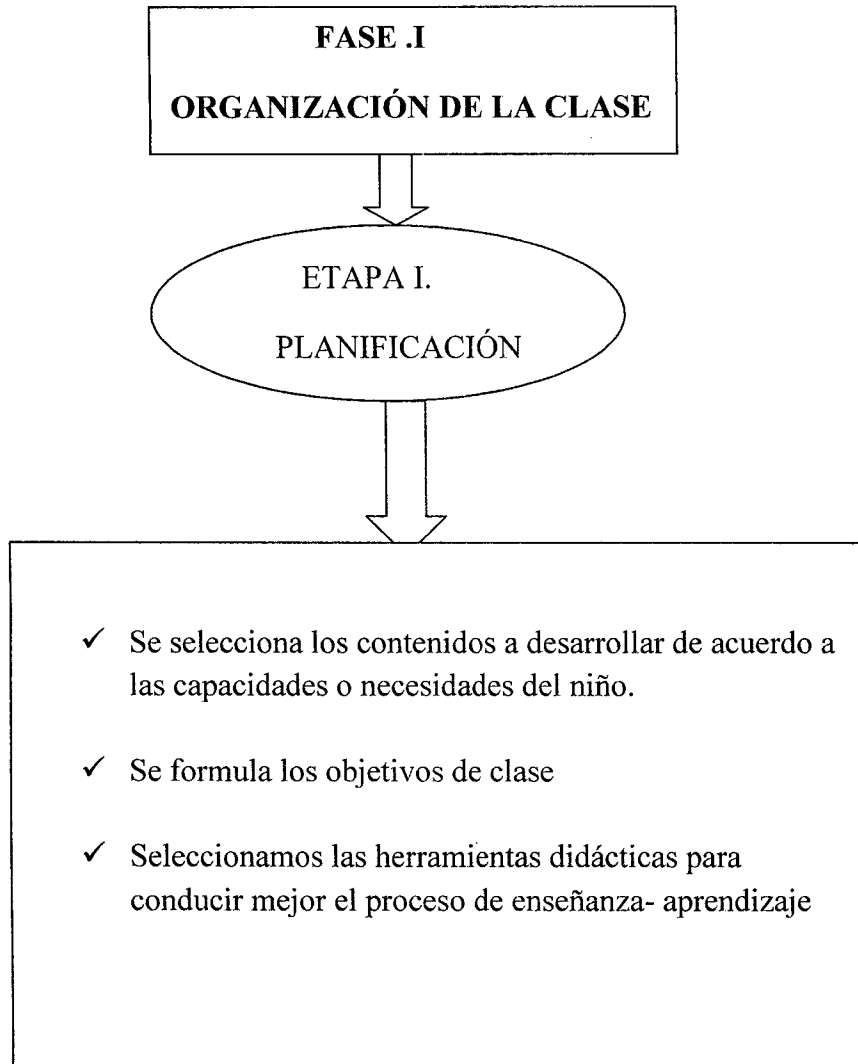 FASE .I
ORGANIZACIÓN DE LA CLASE
ETAPA I.
PLANIFICACIÓN
✓ Se selecciona los contenidos a desarrollar de acuerdo a
las capacidades o necesidades del niño.
✓ Se formula los objetivos de clase
✓ Seleccionamos las herramientas didácticas para
conducir mejor el proceso de enseñanza- aprendizaje